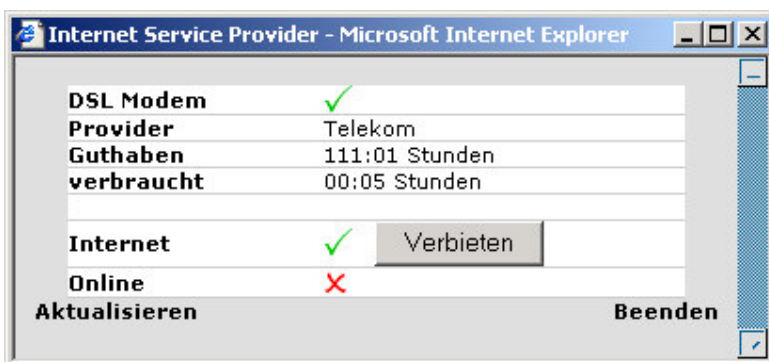 Internet Service Provider - Microsoft Internet Explorer
DSL Modem
Provider Telekom
Guthaben 111:01 Stunden
verbraucht 00:05 Stunden
Internet Verbieten
Online
Aktualisieren Beenden